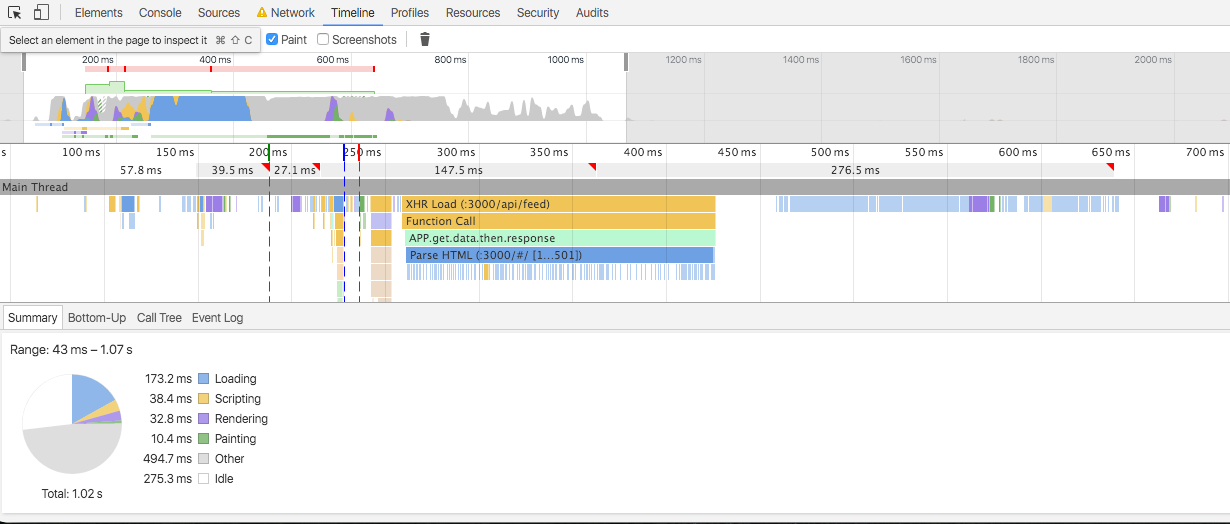 Elements Console Sources Network Timeline Profiles Resources Security Audits
Select an element in the page to inspect it ⌘ ⇧ C Paint Screenshots
200 ms 400 ms 600 ms 800 ms 1000 ms 1200 ms 1400 ms 1600 ms 1800 ms 2000 ms
s 100 ms 150 ms 200 ms 250 ms 300 ms 350 ms 400 ms 450 ms 500 ms 550 ms 600 ms 650 ms 700 ms
57.8 ms 39.5 ms 27.1 ms 147.5 ms 276.5 ms
Main Thread
XHR Load (:3000/api/feed)
Function Call
APP.get.data.then.response
Parse HTML (:3000/#/ [1...501])
Summary Bottom-Up Call Tree Event Log
Range: 43 ms – 1.07 s
173.2 ms Loading
38.4 ms Scripting
32.8 ms Rendering
10.4 ms Painting
494.7 ms Other
275.3 ms Idle
Total: 1.02 s